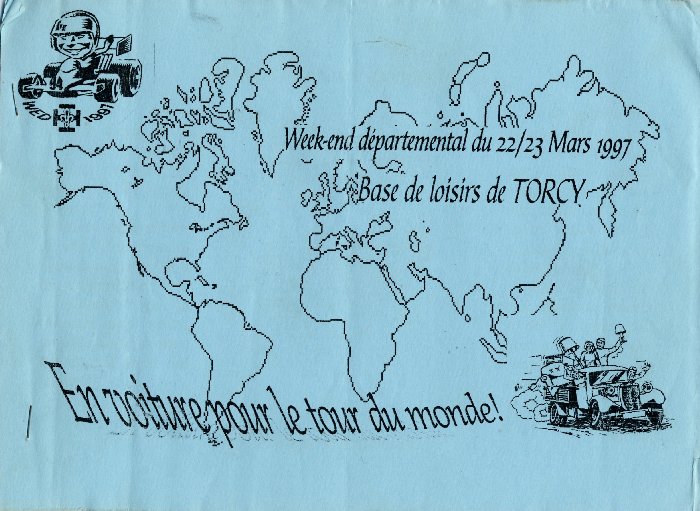 WED 1997
Week-end départemental du 22/23 Mars 1997
Base de loisirs de TORCY
En voiture pour le tour du monde!